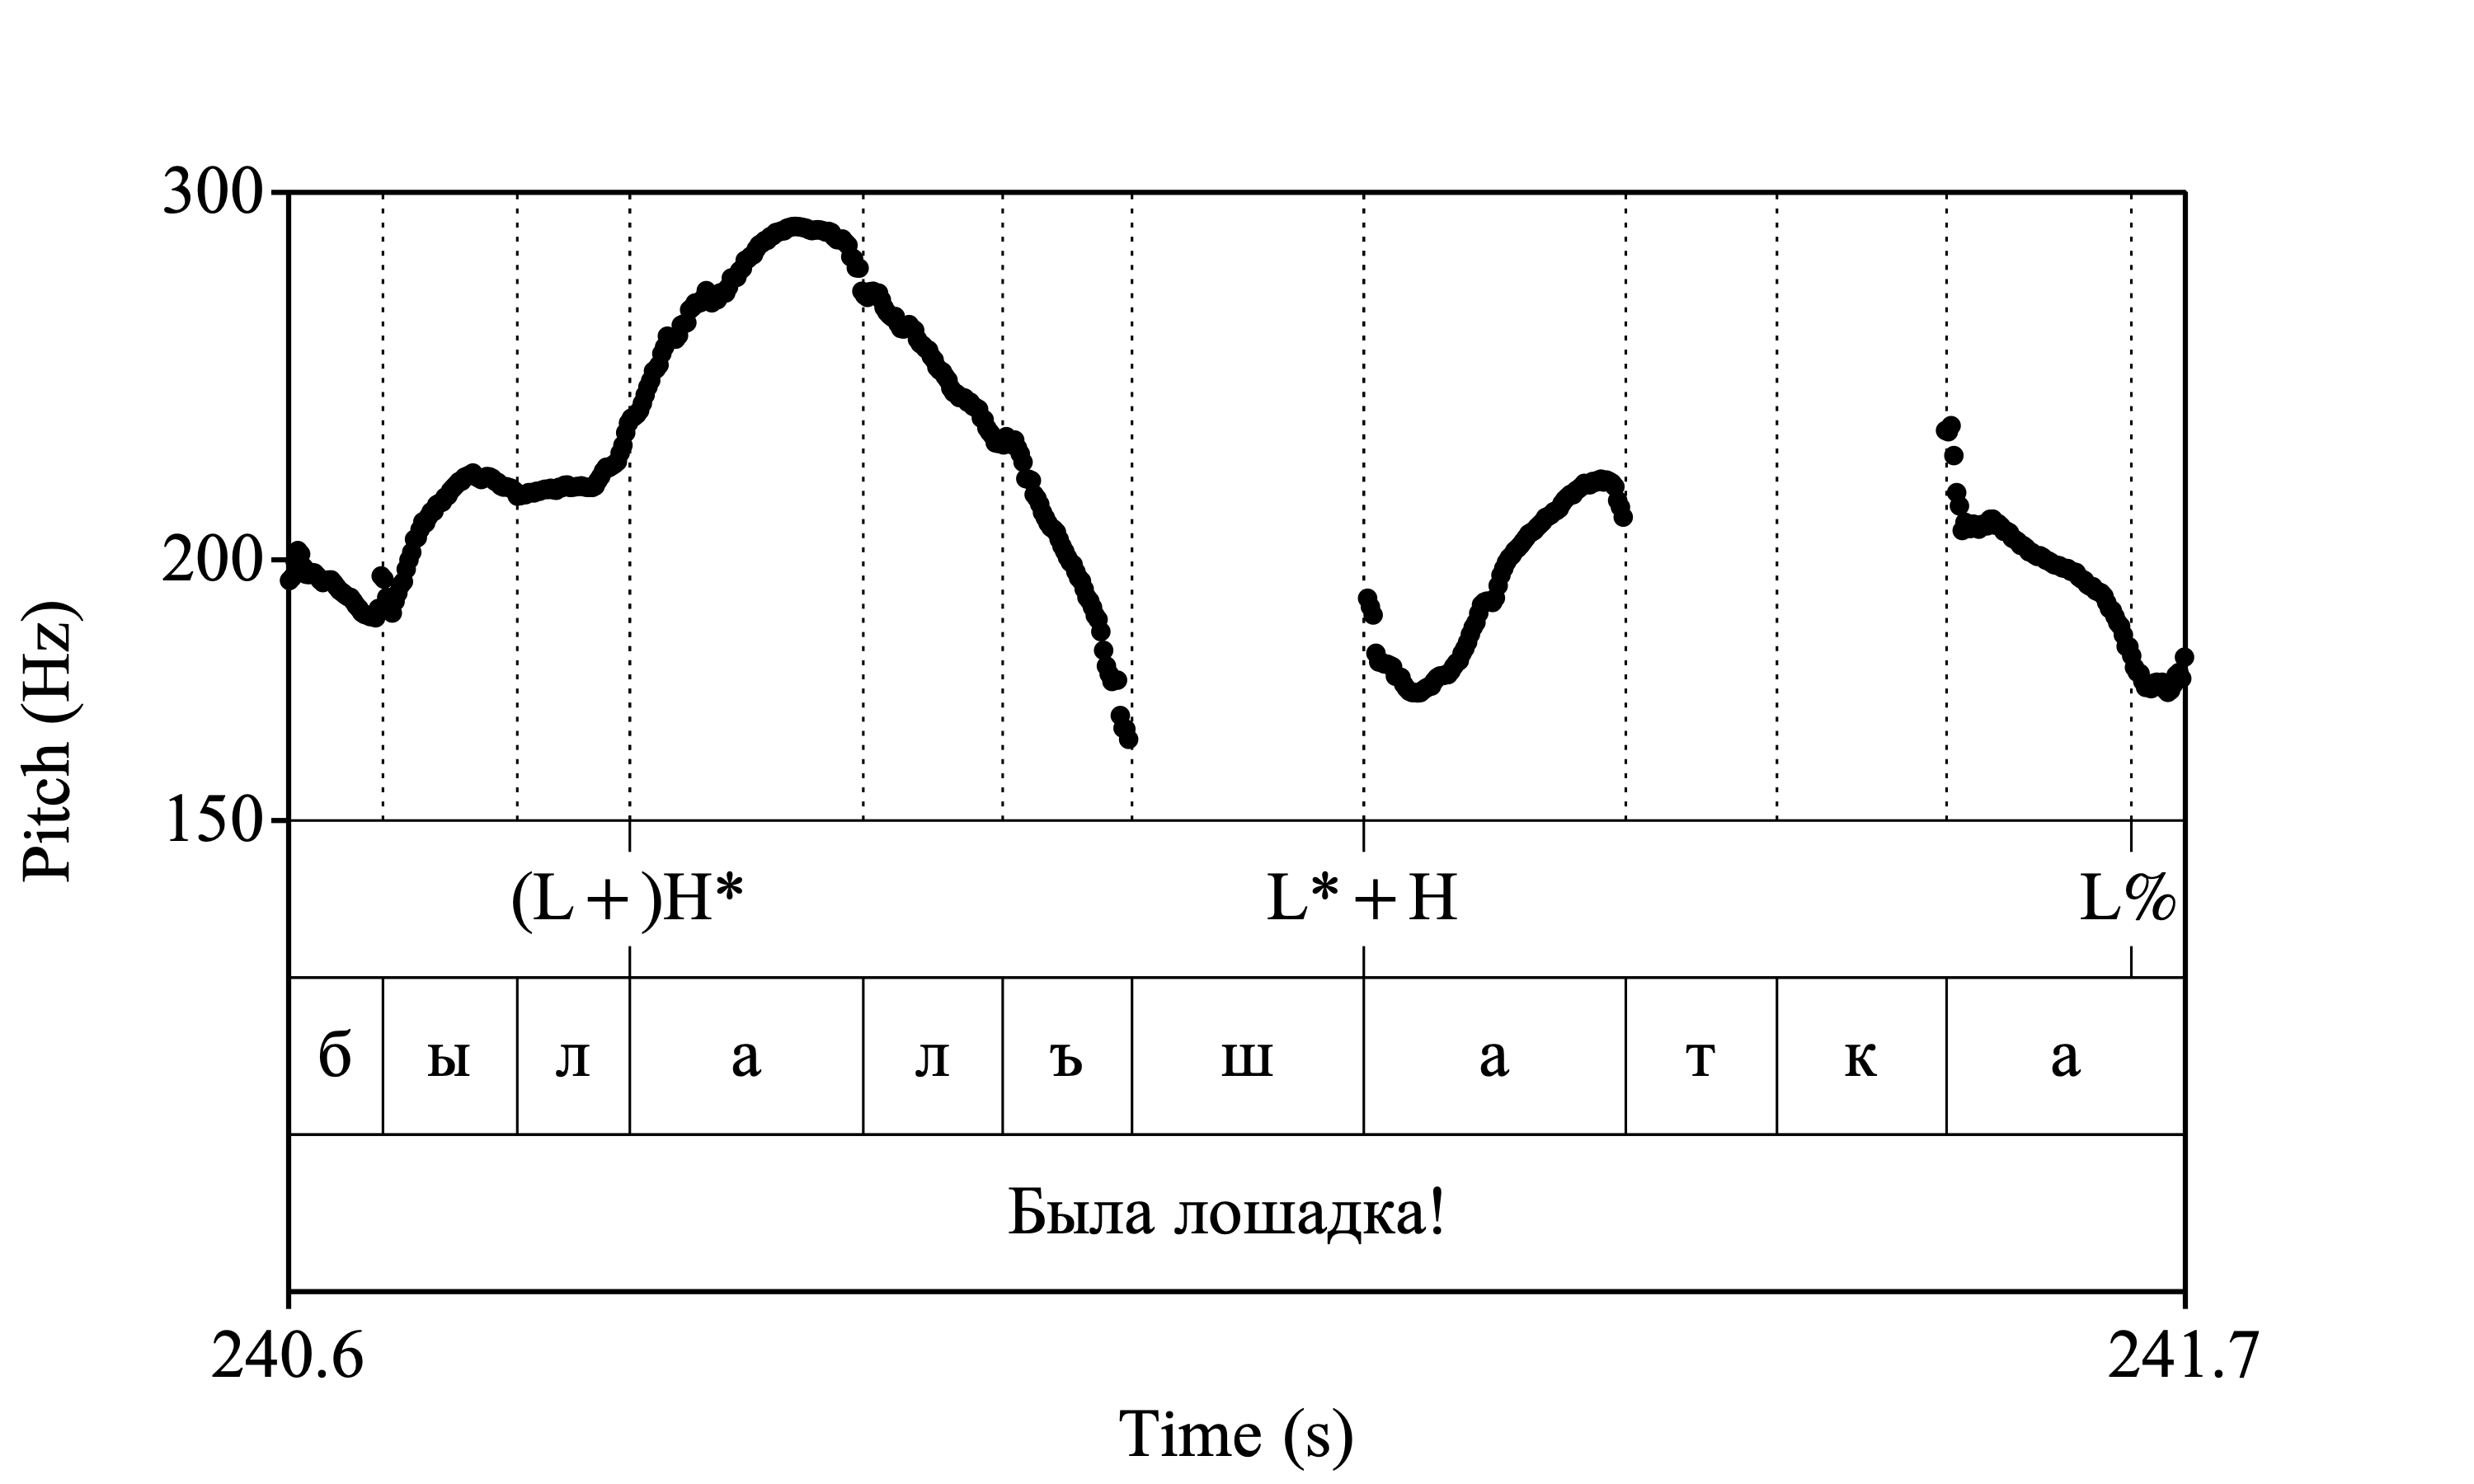 300
200
150
Pitch (Hz)
(L+)H* L*+H L%
б ы л а л ъ ш а т к а
Была лошадка!
240.6 241.7
Time (s)